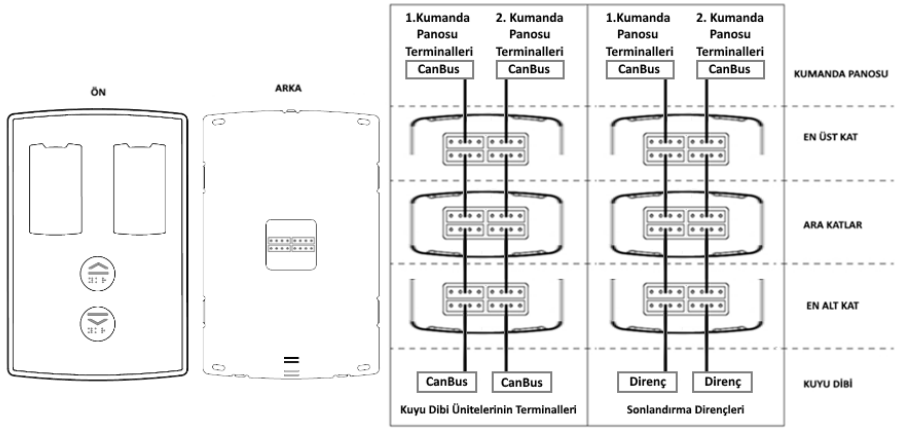 ÖN
ARKA
1.Kumanda
Panosu
Terminalleri
CanBus
2. Kumanda
Panosu
Terminalleri
CanBus
1.Kumanda
Panosu
Terminalleri
CanBus
2. Kumanda
Panosu
Terminalleri
CanBus
KUMANDA PANOSU
EN ÜST KAT
ARA KATLAR
EN ALT KAT
CanBus
CanBus
Direnç
Direnç
KUYU DİBİ
Kuyu Dibi Ünitelerinin Terminalleri
Sonlandırma Dirençleri